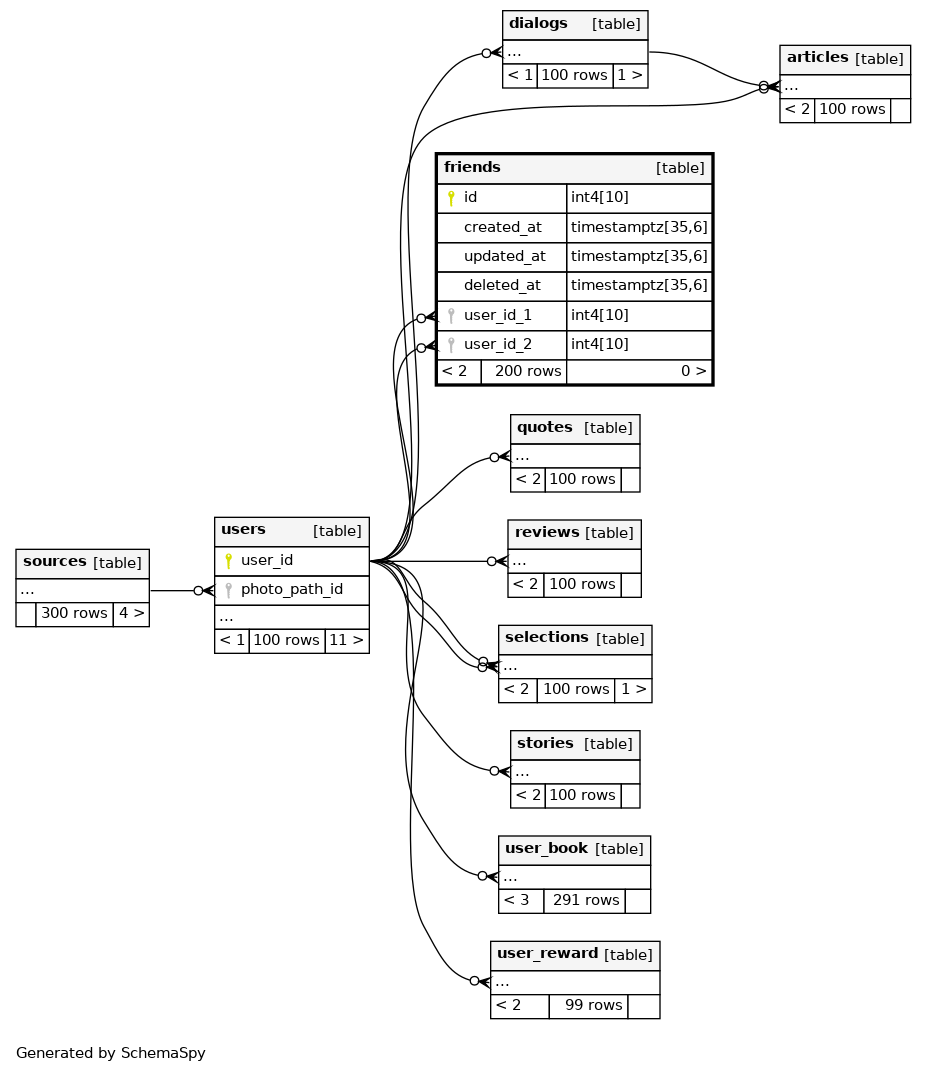 dialogs [table]
...
< 1 100 rows 1 >
articles [table]
...
< 2 100 rows
friends [table]
id int4[10]
created_at timestamptz[35,6]
updated_at timestamptz[35,6]
deleted_at timestamptz[35,6]
user_id_1 int4[10]
user_id_2 int4[10]
< 2 200 rows 0 >
quotes [table]
...
< 2 100 rows
users [table]
user_id
photo_path_id
...
< 1 100 rows 11 >
sources [table]
...
300 rows 4 >
reviews [table]
...
< 2 100 rows
selections [table]
...
< 2 100 rows 1 >
stories [table]
...
< 2 100 rows
user_book [table]
...
< 3 291 rows
user_reward [table]
...
< 2 99 rows
Generated by SchemaSpy